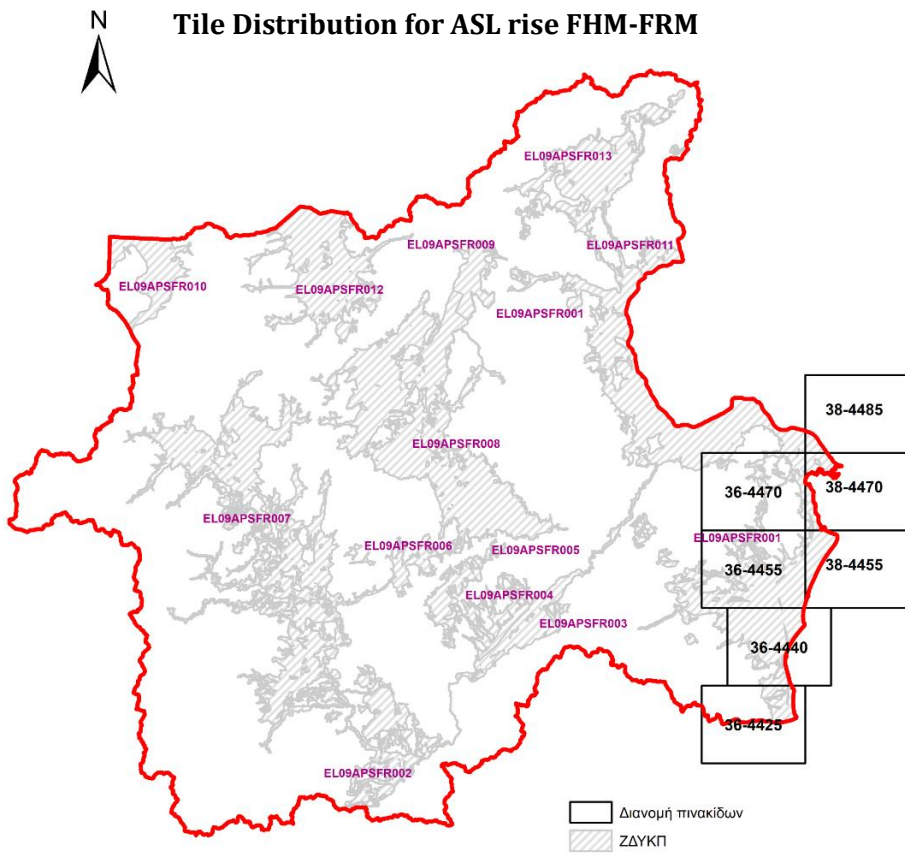 N
Tile Distribution for ASL rise FHM-FRM
EL09APSFR013
EL09APSFR009
EL09APSFR011
EL09APSFR010
EL09APSFR012
EL09APSFR001
38-4485
EL09APSFR008
36-4470
38-4470
EL09APSFR007
EL09APSFR006
EL09APSFR005
EL09APSFR001
36-4455
38-4455
EL09APSFR004
EL09APSFR003
36-4440
36-4425
EL09APSFR002
Διανομή πινακίδων
ΖΔΥΚΠ